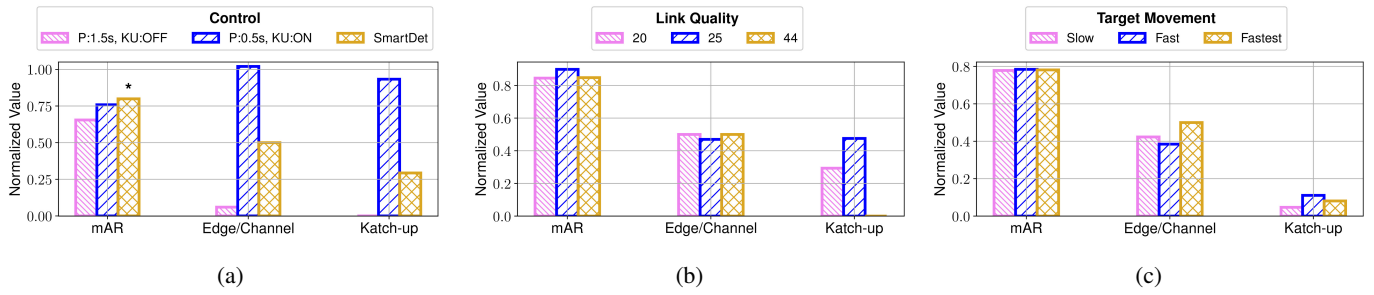 Control
P:1.5s, KU:OFF P:0.5s, KU:ON SmartDet
Normalized Value
1.00
0.75
0.50
0.25
0.00
*
mAR Edge/Channel Katch-up
(a)
Link Quality
20 25 44
Normalized Value
0.8
0.6
0.4
0.2
0.0
mAR Edge/Channel Katch-up
(b)
Target Movement
Slow Fast Fastest
Normalized Value
0.8
0.6
0.4
0.2
0.0
mAR Edge/Channel Katch-up
(c)